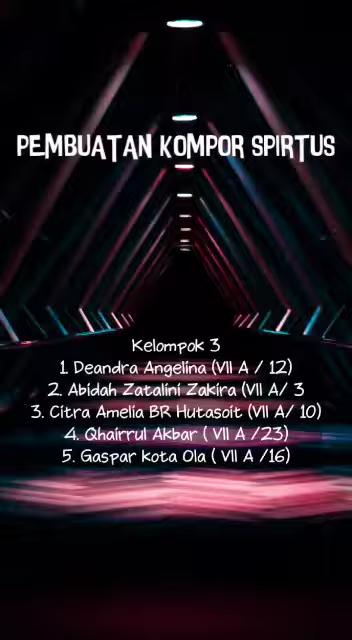 PEMBUATAN KOMPOR SPIRTUS
Kelompok 3
1. Deandra Angelina (VII A / 12)
2. Abidah Zatalini Zakira (VII A/ 3
3. Citra Amelia BR Hutasoit (VII A/ 10)
4. Qhairrul Akbar ( VII A /23)
5. Gaspar Kota Ola ( VII A /16)